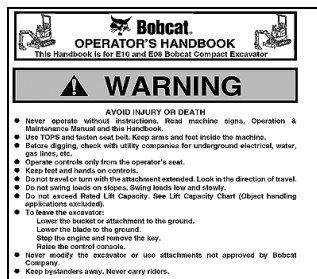 Bobcat.
OPERATOR'S HANDBOOK
This Handbook is for E10 and E08 Bobcat Compact Excavator
WARNING
AVOID INJURY OR DEATH
● Never operate without instructions. Read machine signs, Operation &
Maintenance Manual and this Handbook.
● Use TOPS and fasten seat belt. Keep arms and feet inside the machine.
● Before digging, check with utility companies for underground electrical, water,
gas lines, etc.
● Operate controls only from the operator's seat.
● Keep feet and hands on controls.
● Do not travel or turn with the attachment extended. Look in the direction of travel.
● Do not swing loads on slopes. Swing loads low and slowly.
● Do not exceed Rated Lift Capacity. See Lift Capacity Chart (Object handling
applications excluded).
● To leave the excavator:
Lower the bucket or attachment to the ground.
Lower the blade to the ground.
Stop the engine and remove the key.
Raise the control console.
● Never modify the excavator or use attachments not approved by Bobcat
Company.
● Keep bystanders away. Never carry riders.